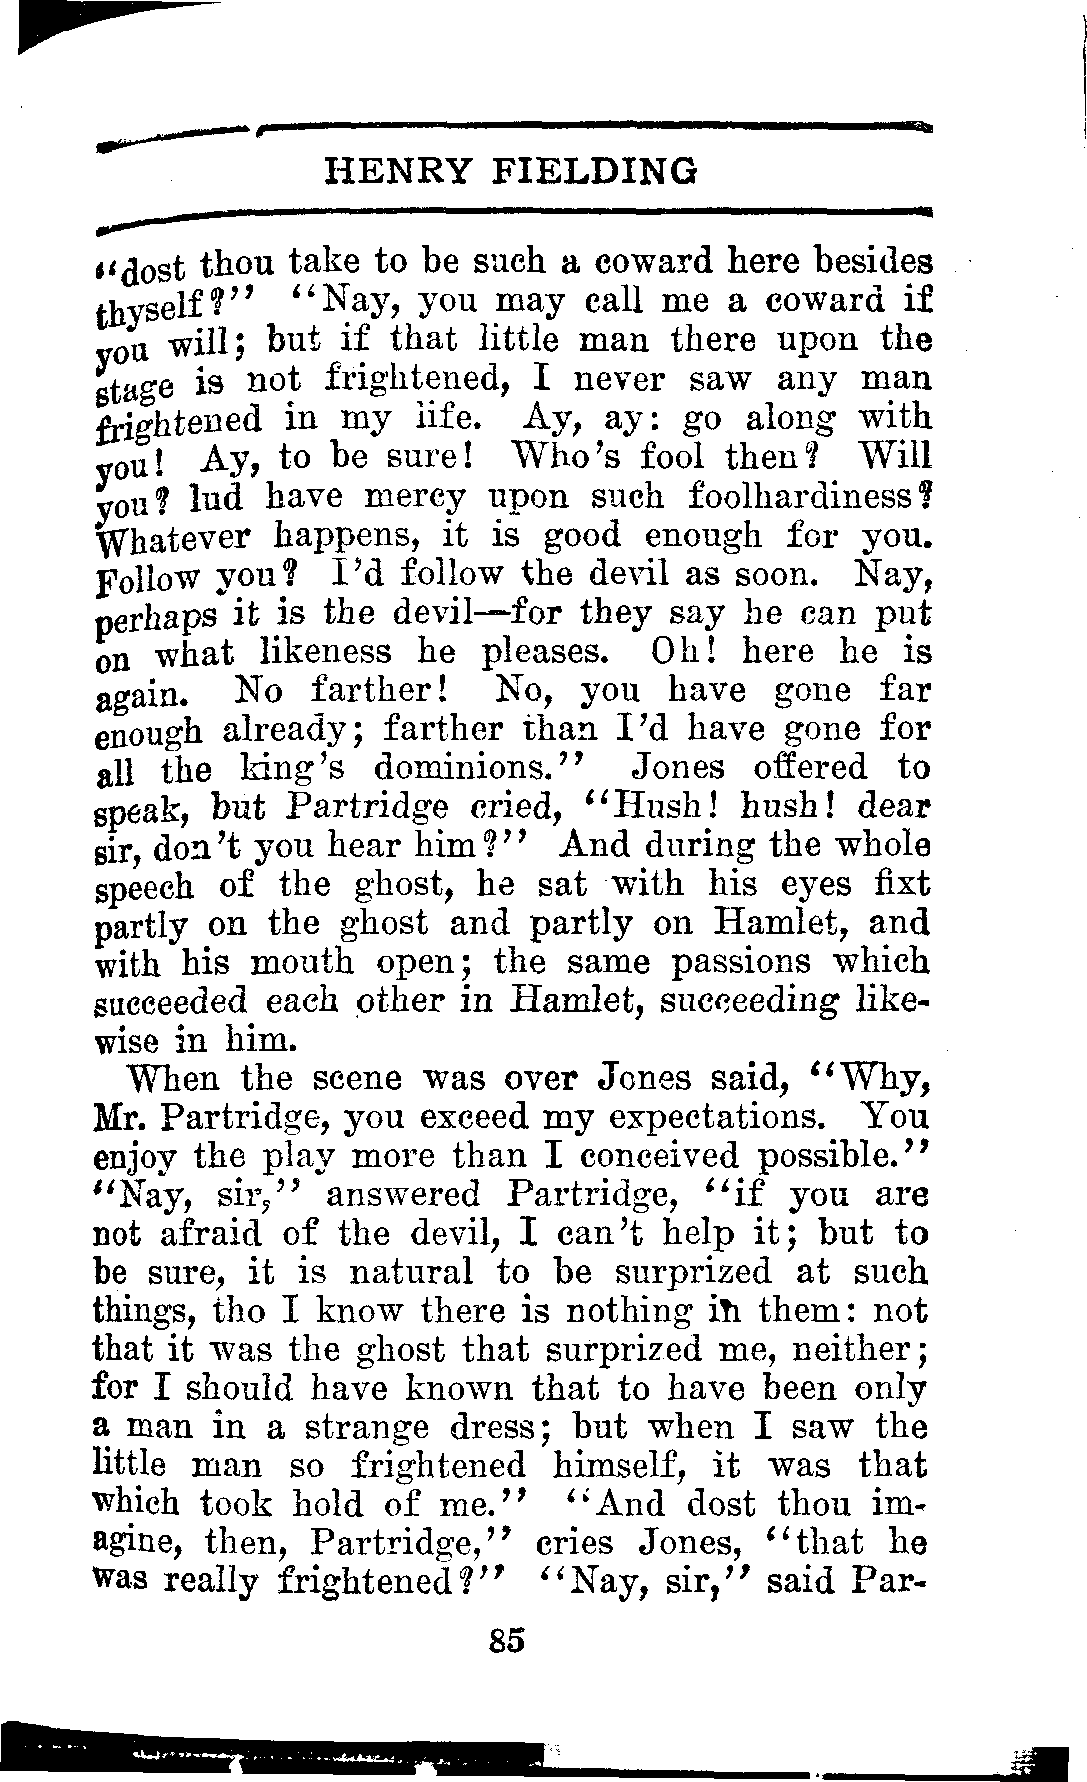 HENRY FIELDING
"dost thou take to be such a coward here besides
thyself?" "Nay, you may call me a coward if
you will; but if that little man there upon the
stage is not frightened, I never saw any man
frightened in my life. Ay, ay: go along with
you! Ay, to be sure! Who's fool then? Will
you? lud have mercy upon such foolhardiness?
Whatever happens, it is good enough for you.
Follow you? I'd follow the devil as soon. Nay,
perhaps it is the devil—for they say he can put
on what likeness he pleases. Oh! here he is
again. No farther! No, you have gone far
enough already; farther than I'd have gone for
all the king's dominions." Jones offered to
speak, but Partridge cried, "Hush! hush! dear
sir, don't you hear him?" And during the whole
speech of the ghost, he sat with his eyes fixt
partly on the ghost and partly on Hamlet, and
with his mouth open; the same passions which
succeeded each other in Hamlet, succeeding like-
wise in him.
When the scene was over Jones said, "Why,
Mr. Partridge, you exceed my expectations. You
enjoy the play more than I conceived possible."
"Nay, sir," answered Partridge, "if you are
not afraid of the devil, I can't help it; but to
be sure, it is natural to be surprized at such
things, tho I know there is nothing in them: not
that it was the ghost that surprized me, neither;
for I should have known that to have been only
a man in a strange dress; but when I saw the
little man so frightened himself, it was that
which took hold of me." "And dost thou im-
agine, then, Partridge," cries Jones, "that he
was really frightened?" "Nay, sir," said Par-
85